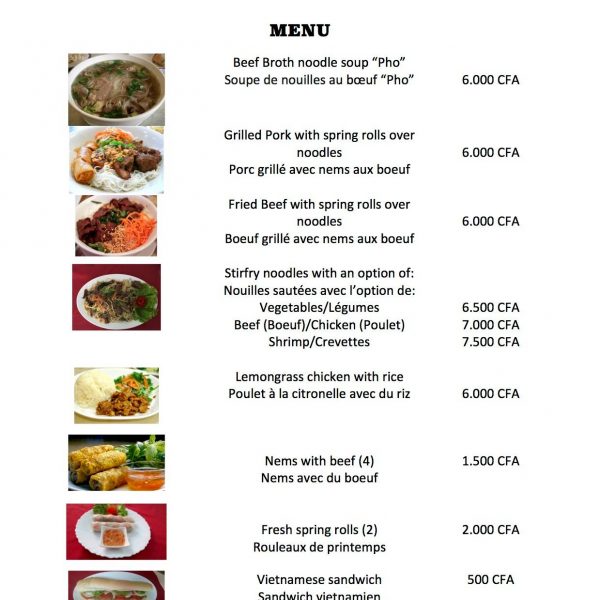 MENU
Beef Broth noodle soup “Pho”
Soupe de nouilles au bœuf “Pho” 6.000 CFA
Grilled Pork with spring rolls over
noodles 6.000 CFA
Porc grillé avec nems aux boeuf
Fried Beef with spring rolls over
noodles 6.000 CFA
Boeuf grillé avec nems aux boeuf
Stirfry noodles with an option of:
Nouilles sautées avec l’option de:
Vegetables/Légumes 6.500 CFA
Beef (Boeuf)/Chicken (Poulet) 7.000 CFA
Shrimp/Crevettes 7.500 CFA
Lemongrass chicken with rice
Poulet à la citronelle avec du riz 6.000 CFA
Nems with beef (4) 1.500 CFA
Nems avec du boeuf
Fresh spring rolls (2) 2.000 CFA
Rouleaux de printemps
Vietnamese sandwich 500 CFA
Sandwich vietnamien